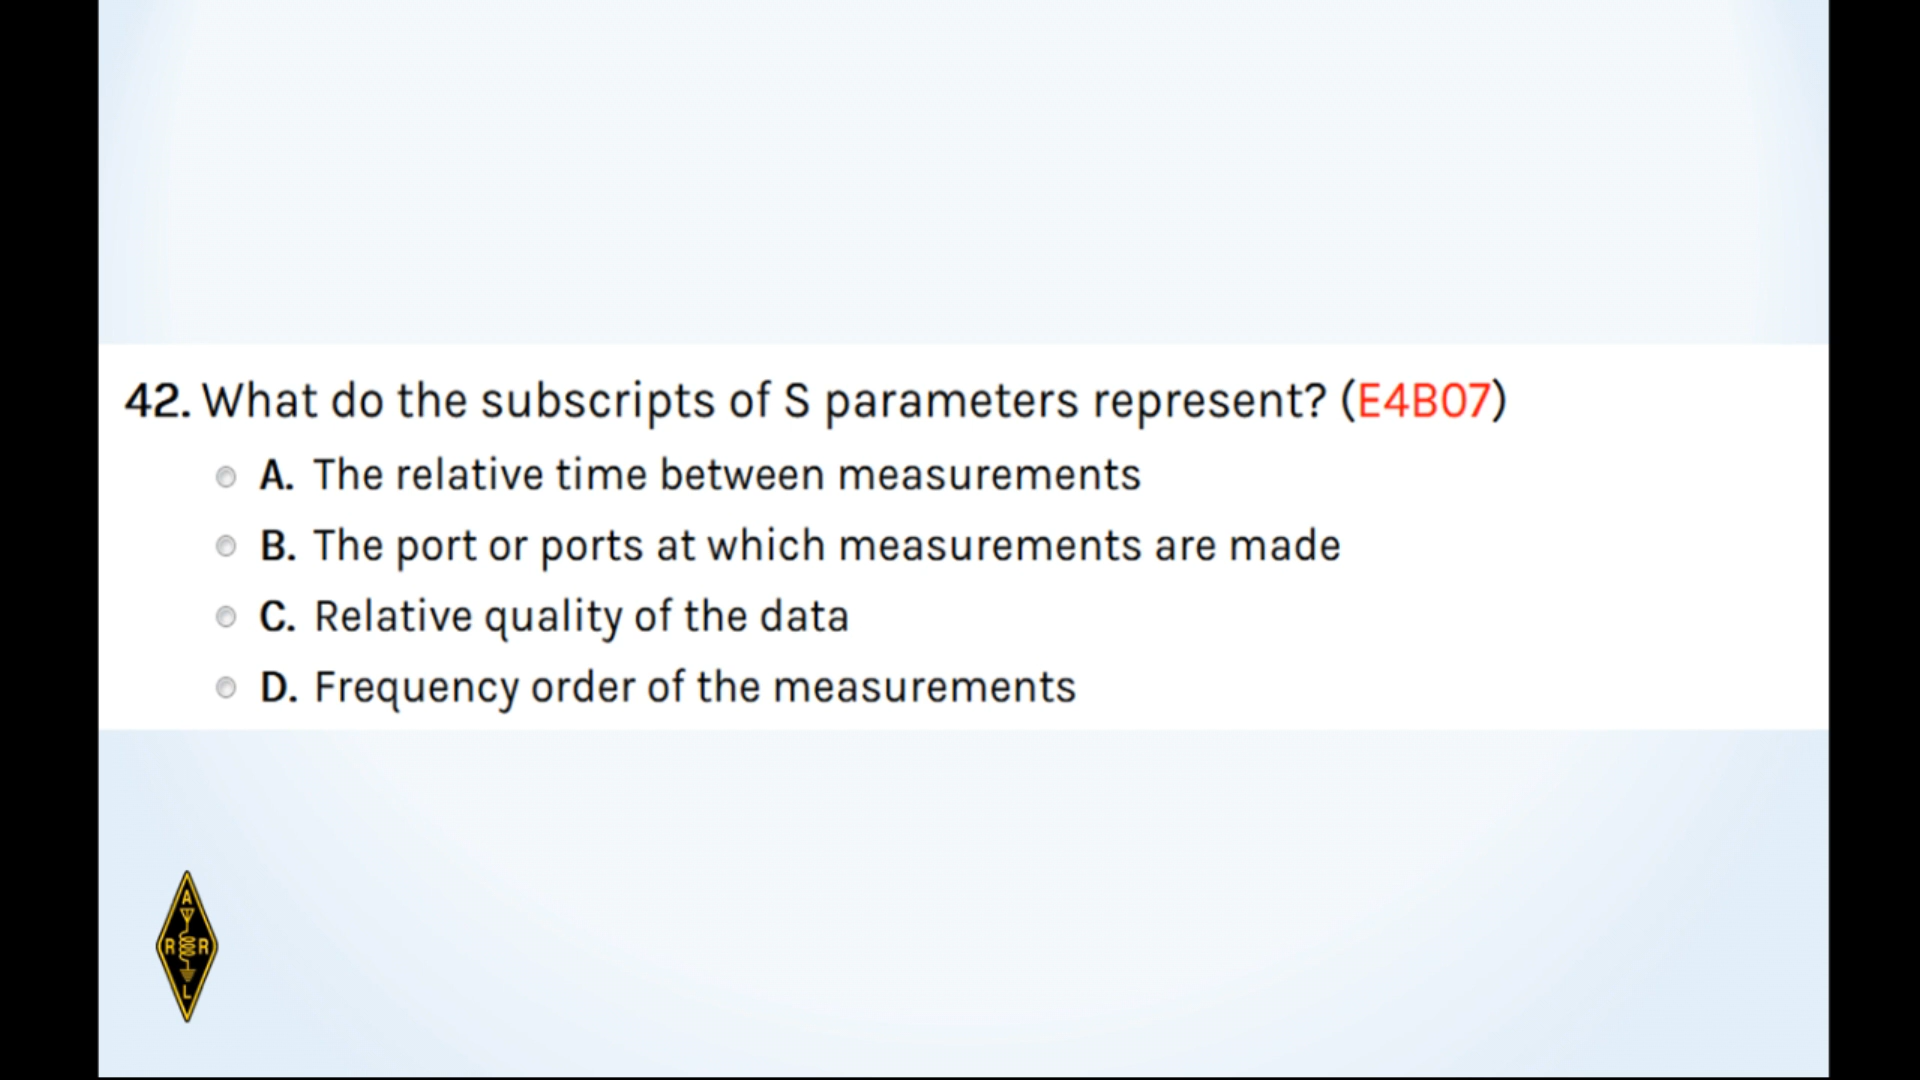 42. What do the subscripts of S parameters represent? (E4B07)
A. The relative time between measurements
B. The port or ports at which measurements are made
C. Relative quality of the data
D. Frequency order of the measurements
A
R R
L